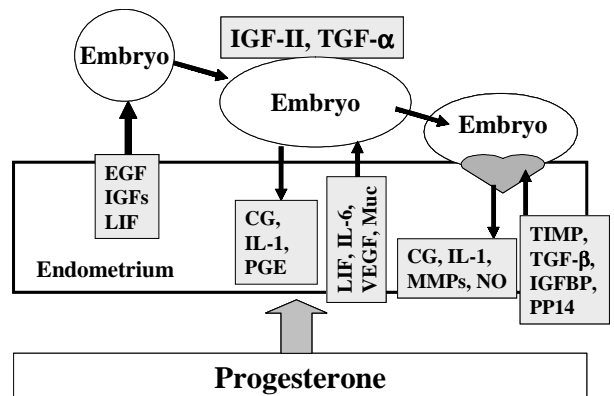 Embryo
IGF-II, TGF-α
Embryo
Embryo
EGF
IGFs
LIF
CG,
IL-1,
PGE
LIF, IL-6,
VEGF, Muc
CG, IL-1,
MMPs, NO
TIMP,
TGF-β,
IGFBP,
PP14
Endometrium
Progesterone